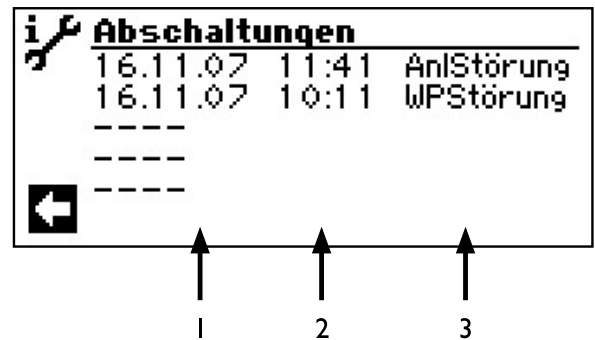 i Abschaltungen
16.11.07 11:41 AnlStörung
16.11.07 10:11 WPStörung
----
----
----
1 2 3